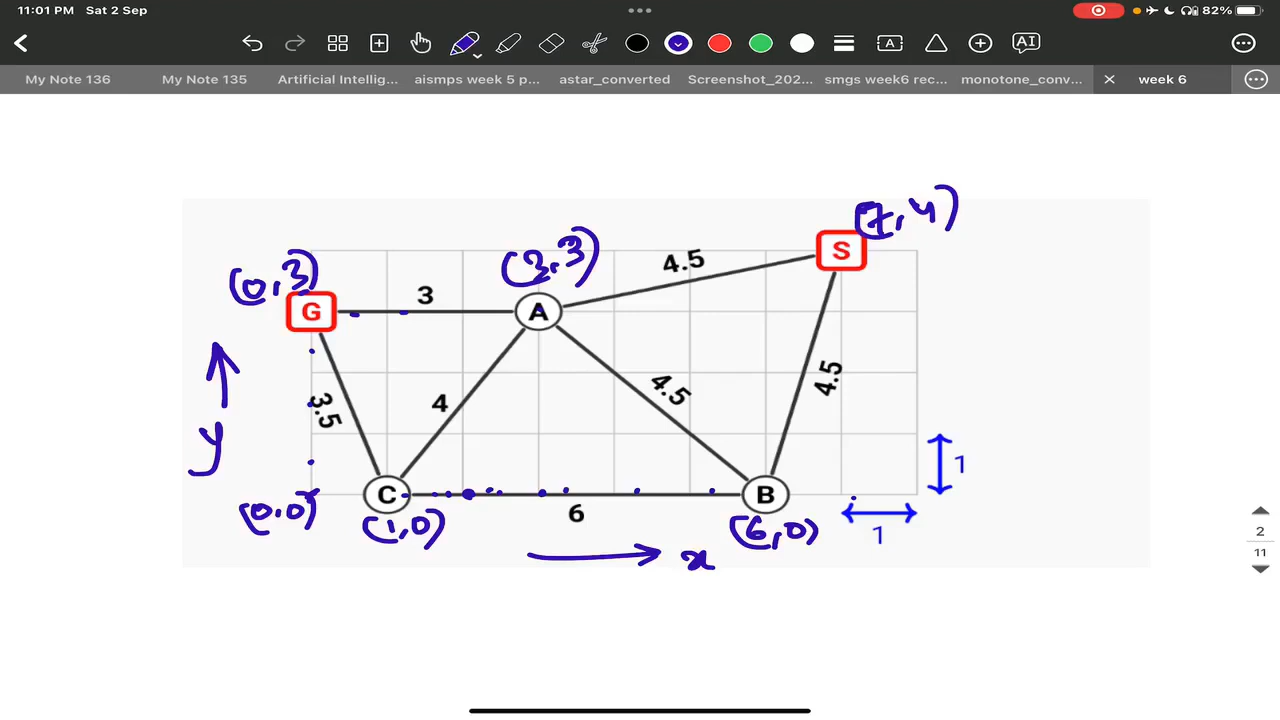 11:01 PM Sat 2 Sep
82%
A
AI
My Note 136
My Note 135
Artificial Intellig...
aismps week 5 p...
astar_converted
Screenshot_202...
smgs week6 rec...
monotone_conv...
week 6
(7,4)
(3,3)
(0,3)
S
4.5
3
G
A
4.5
4.5
4
3.5
y
1
C
B
(0,0)
(1,0)
6
(6,0)
1
x
2
11